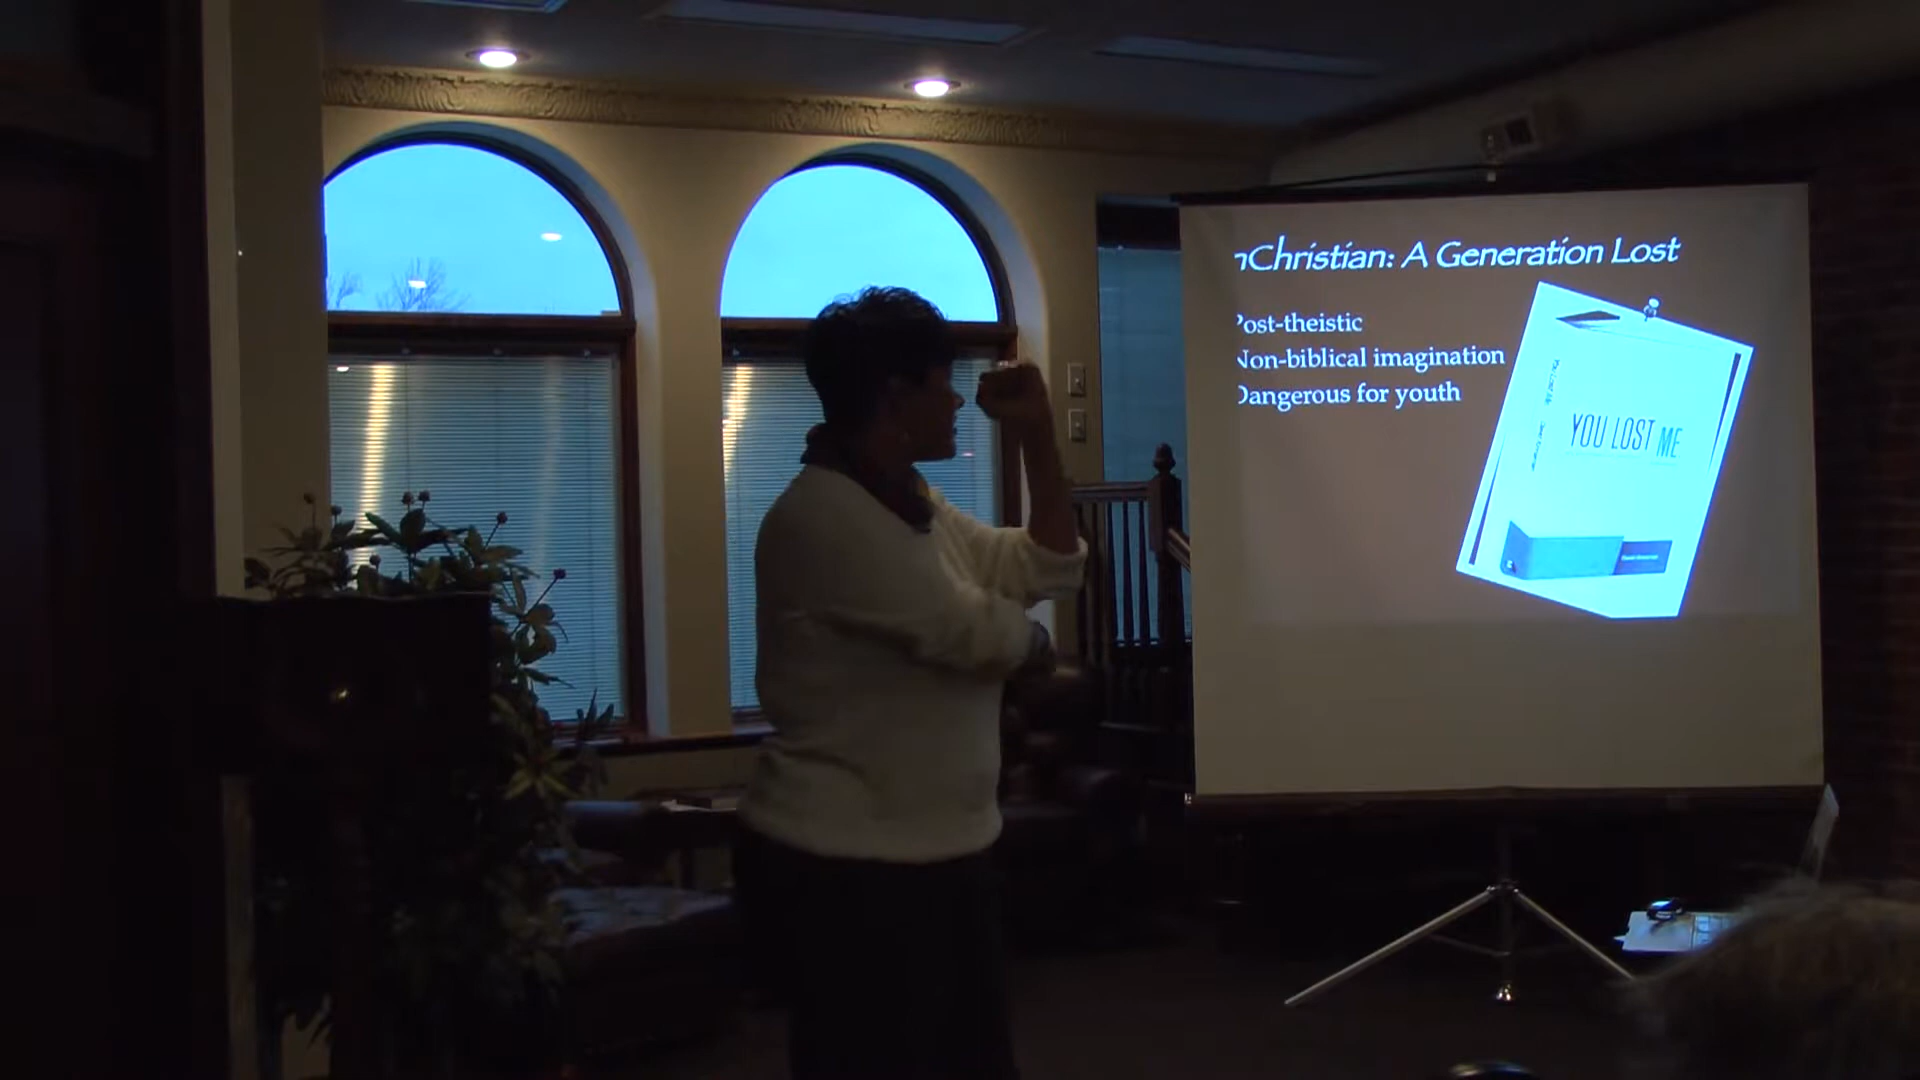 nChristian: A Generation Lost
Post-theistic
Non-biblical imagination
Dangerous for youth
YOU LOST ME